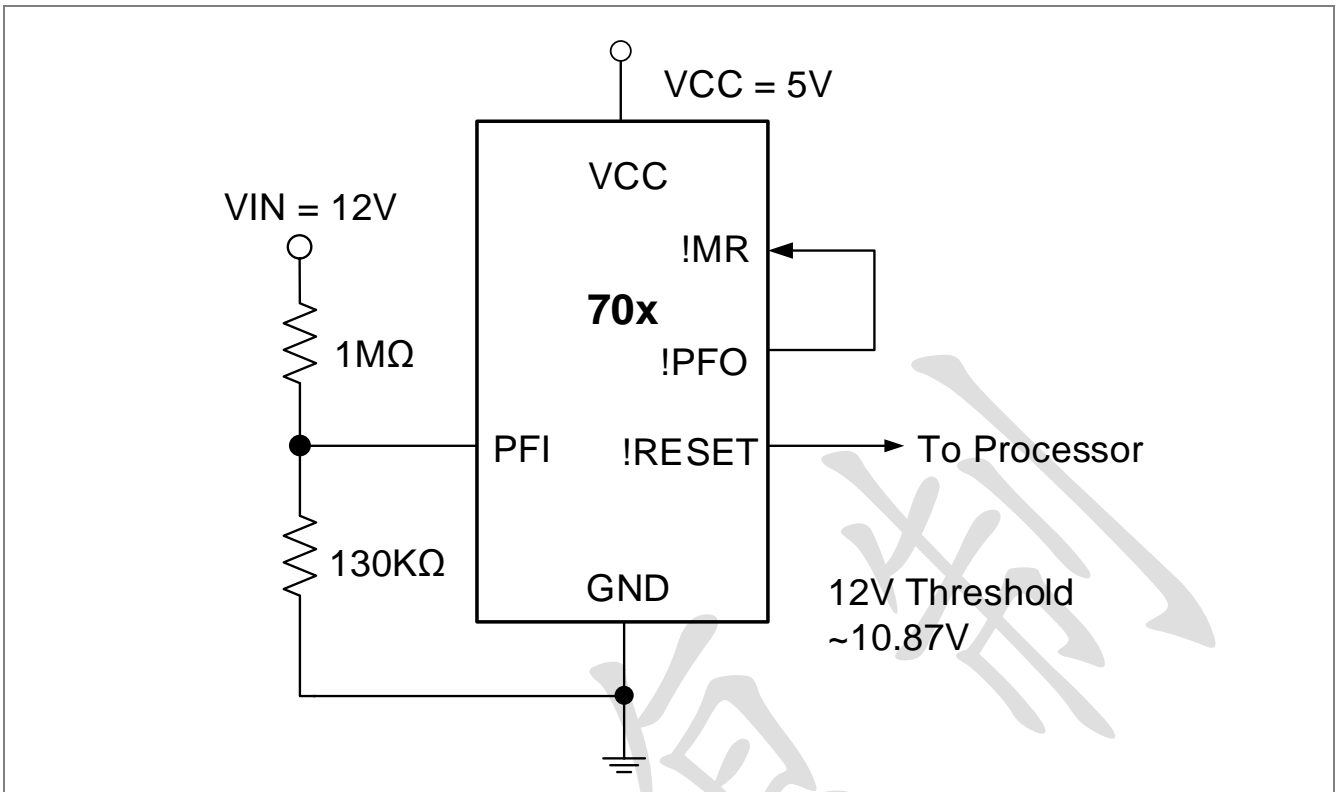 VCC = 5V
VCC
VIN = 12V
!MR
70x
1MΩ
!PFO
PFI
!RESET
To Processor
130KΩ
GND
12V Threshold
~10.87V
制